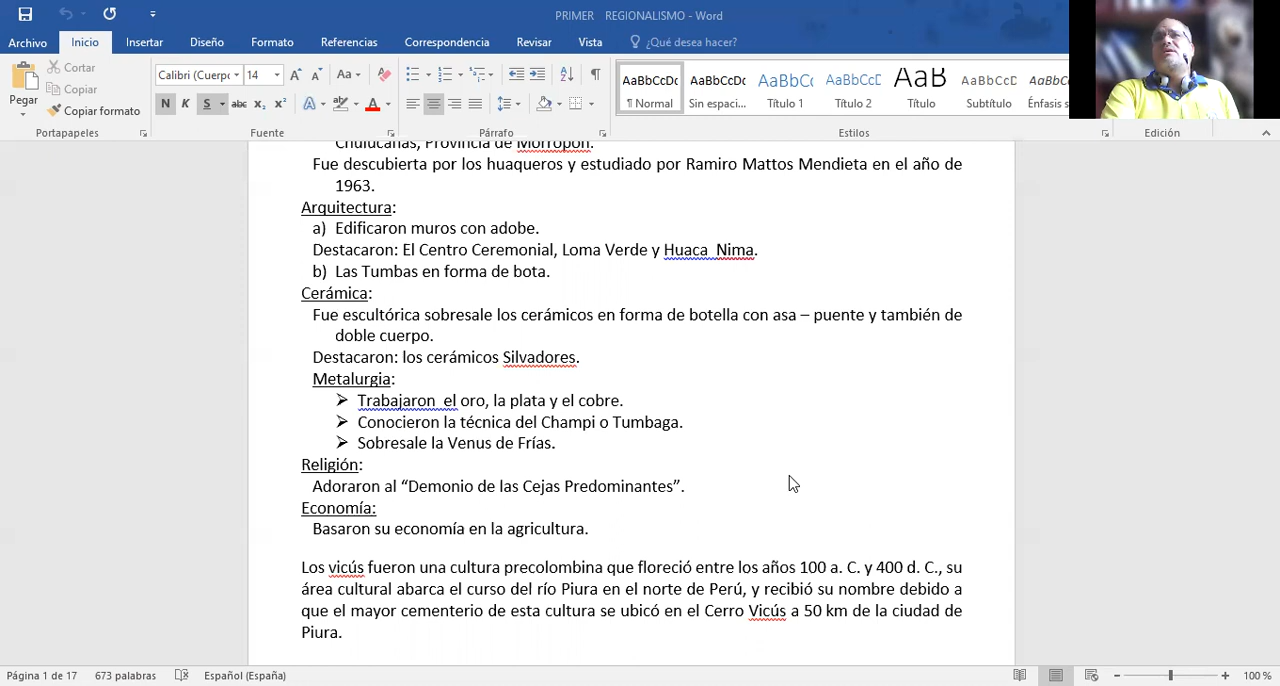 PRIMER REGIONALISMO - Word
Archivo Inicio Insertar Diseño Formato Referencias Correspondencia Revisar Vista ¿Qué desea hacer?
Pegar
Cortar
Copiar
Copiar formato
Portapapeles
Calibri (Cuerpo 14
N K S abc x₂ x²
Fuente
Párrafo
AaBbCcDc AaBbCcDc AaBbCc AaBbCcD AaB AaBbCcD AaBbCcDc
¶ Normal Sin espaci... Título 1 Título 2 Título Subtítulo Énfasis s
Estilos
Edición
Chulucanas, Provincia de Morropón.
Fue descubierta por los huaqueros y estudiado por Ramiro Mattos Mendieta en el año de
1963.
Arquitectura:
a) Edificaron muros con adobe.
Destacaron: El Centro Ceremonial, Loma Verde y Huaca Nima.
b) Las Tumbas en forma de bota.
Cerámica:
Fue escultórica sobresale los cerámicos en forma de botella con asa – puente y también de
doble cuerpo.
Destacaron: los cerámicos Silvadores.
Metalurgia:
➢ Trabajaron el oro, la plata y el cobre.
➢ Conocieron la técnica del Champi o Tumbaga.
➢ Sobresale la Venus de Frías.
Religión:
Adoraron al “Demonio de las Cejas Predominantes”.
Economía:
Basaron su economía en la agricultura.
Los vicús fueron una cultura precolombina que floreció entre los años 100 a. C. y 400 d. C., su
área cultural abarca el curso del río Piura en el norte de Perú, y recibió su nombre debido a
que el mayor cementerio de esta cultura se ubicó en el Cerro Vicús a 50 km de la ciudad de
Piura.
Página 1 de 17 673 palabras Español (España) 100 %